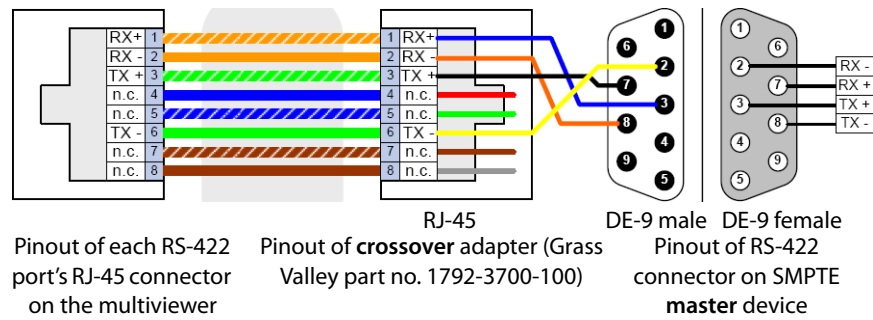 RX+ 1
RX - 2
TX + 3
n.c. 4
n.c. 5
TX - 6
n.c. 7
n.c. 8
1 RX+
2 RX -
3 TX +
4 n.c.
5 n.c.
6 TX -
7 n.c.
8 n.c.
1
6
2
7
3
8
4
9
5
1
6
2
7
3
8
4
9
5
RX -
RX +
TX +
TX -
RJ-45
DE-9 male
DE-9 female
Pinout of each RS-422
port's RJ-45 connector
on the multiviewer
Pinout of crossover adapter (Grass
Valley part no. 1792-3700-100)
Pinout of RS-422
connector on SMPTE
master device